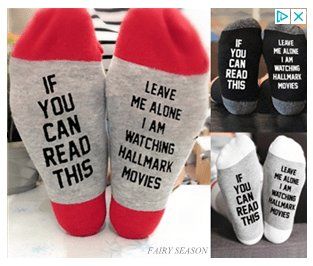 IF
YOU
CAN
READ
THIS
LEAVE
ME ALONE
I AM
WATCHING
HALLMARK
MOVIES
FAIRY SEASON
IF
YOU
CAN
READ
THIS
LEAVE
ME ALONE
I AM
WATCHING
HALLMARK
MOVIES
IF
YOU
CAN
READ
THIS
LEAVE
ME ALONE
I AM
WATCHING
HALLMARK
MOVIES